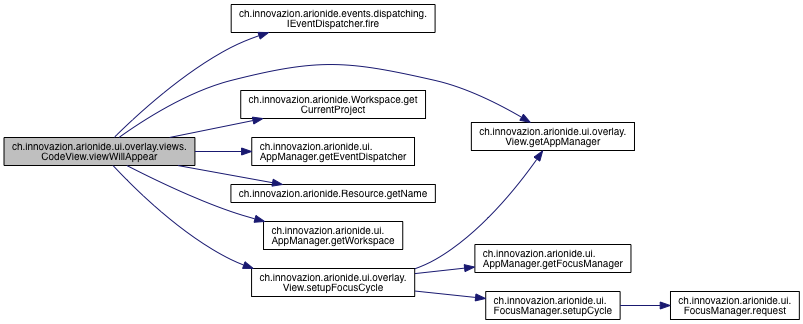 ch.innovazion.arionide.events.dispatching.
IEventDispatcher.fire
ch.innovazion.arionide.Workspace.get
CurrentProject
ch.innovazion.arionide.ui.overlay.
View.getAppManager
ch.innovazion.arionide.ui.overlay.views.
CodeView.viewWillAppear
ch.innovazion.arionide.ui.
AppManager.getEventDispatcher
ch.innovazion.arionide.Resource.getName
ch.innovazion.arionide.ui.
AppManager.getWorkspace
ch.innovazion.arionide.ui.overlay.
View.setupFocusCycle
ch.innovazion.arionide.ui.
AppManager.getFocusManager
ch.innovazion.arionide.ui.
FocusManager.setupCycle
ch.innovazion.arionide.ui.
FocusManager.request